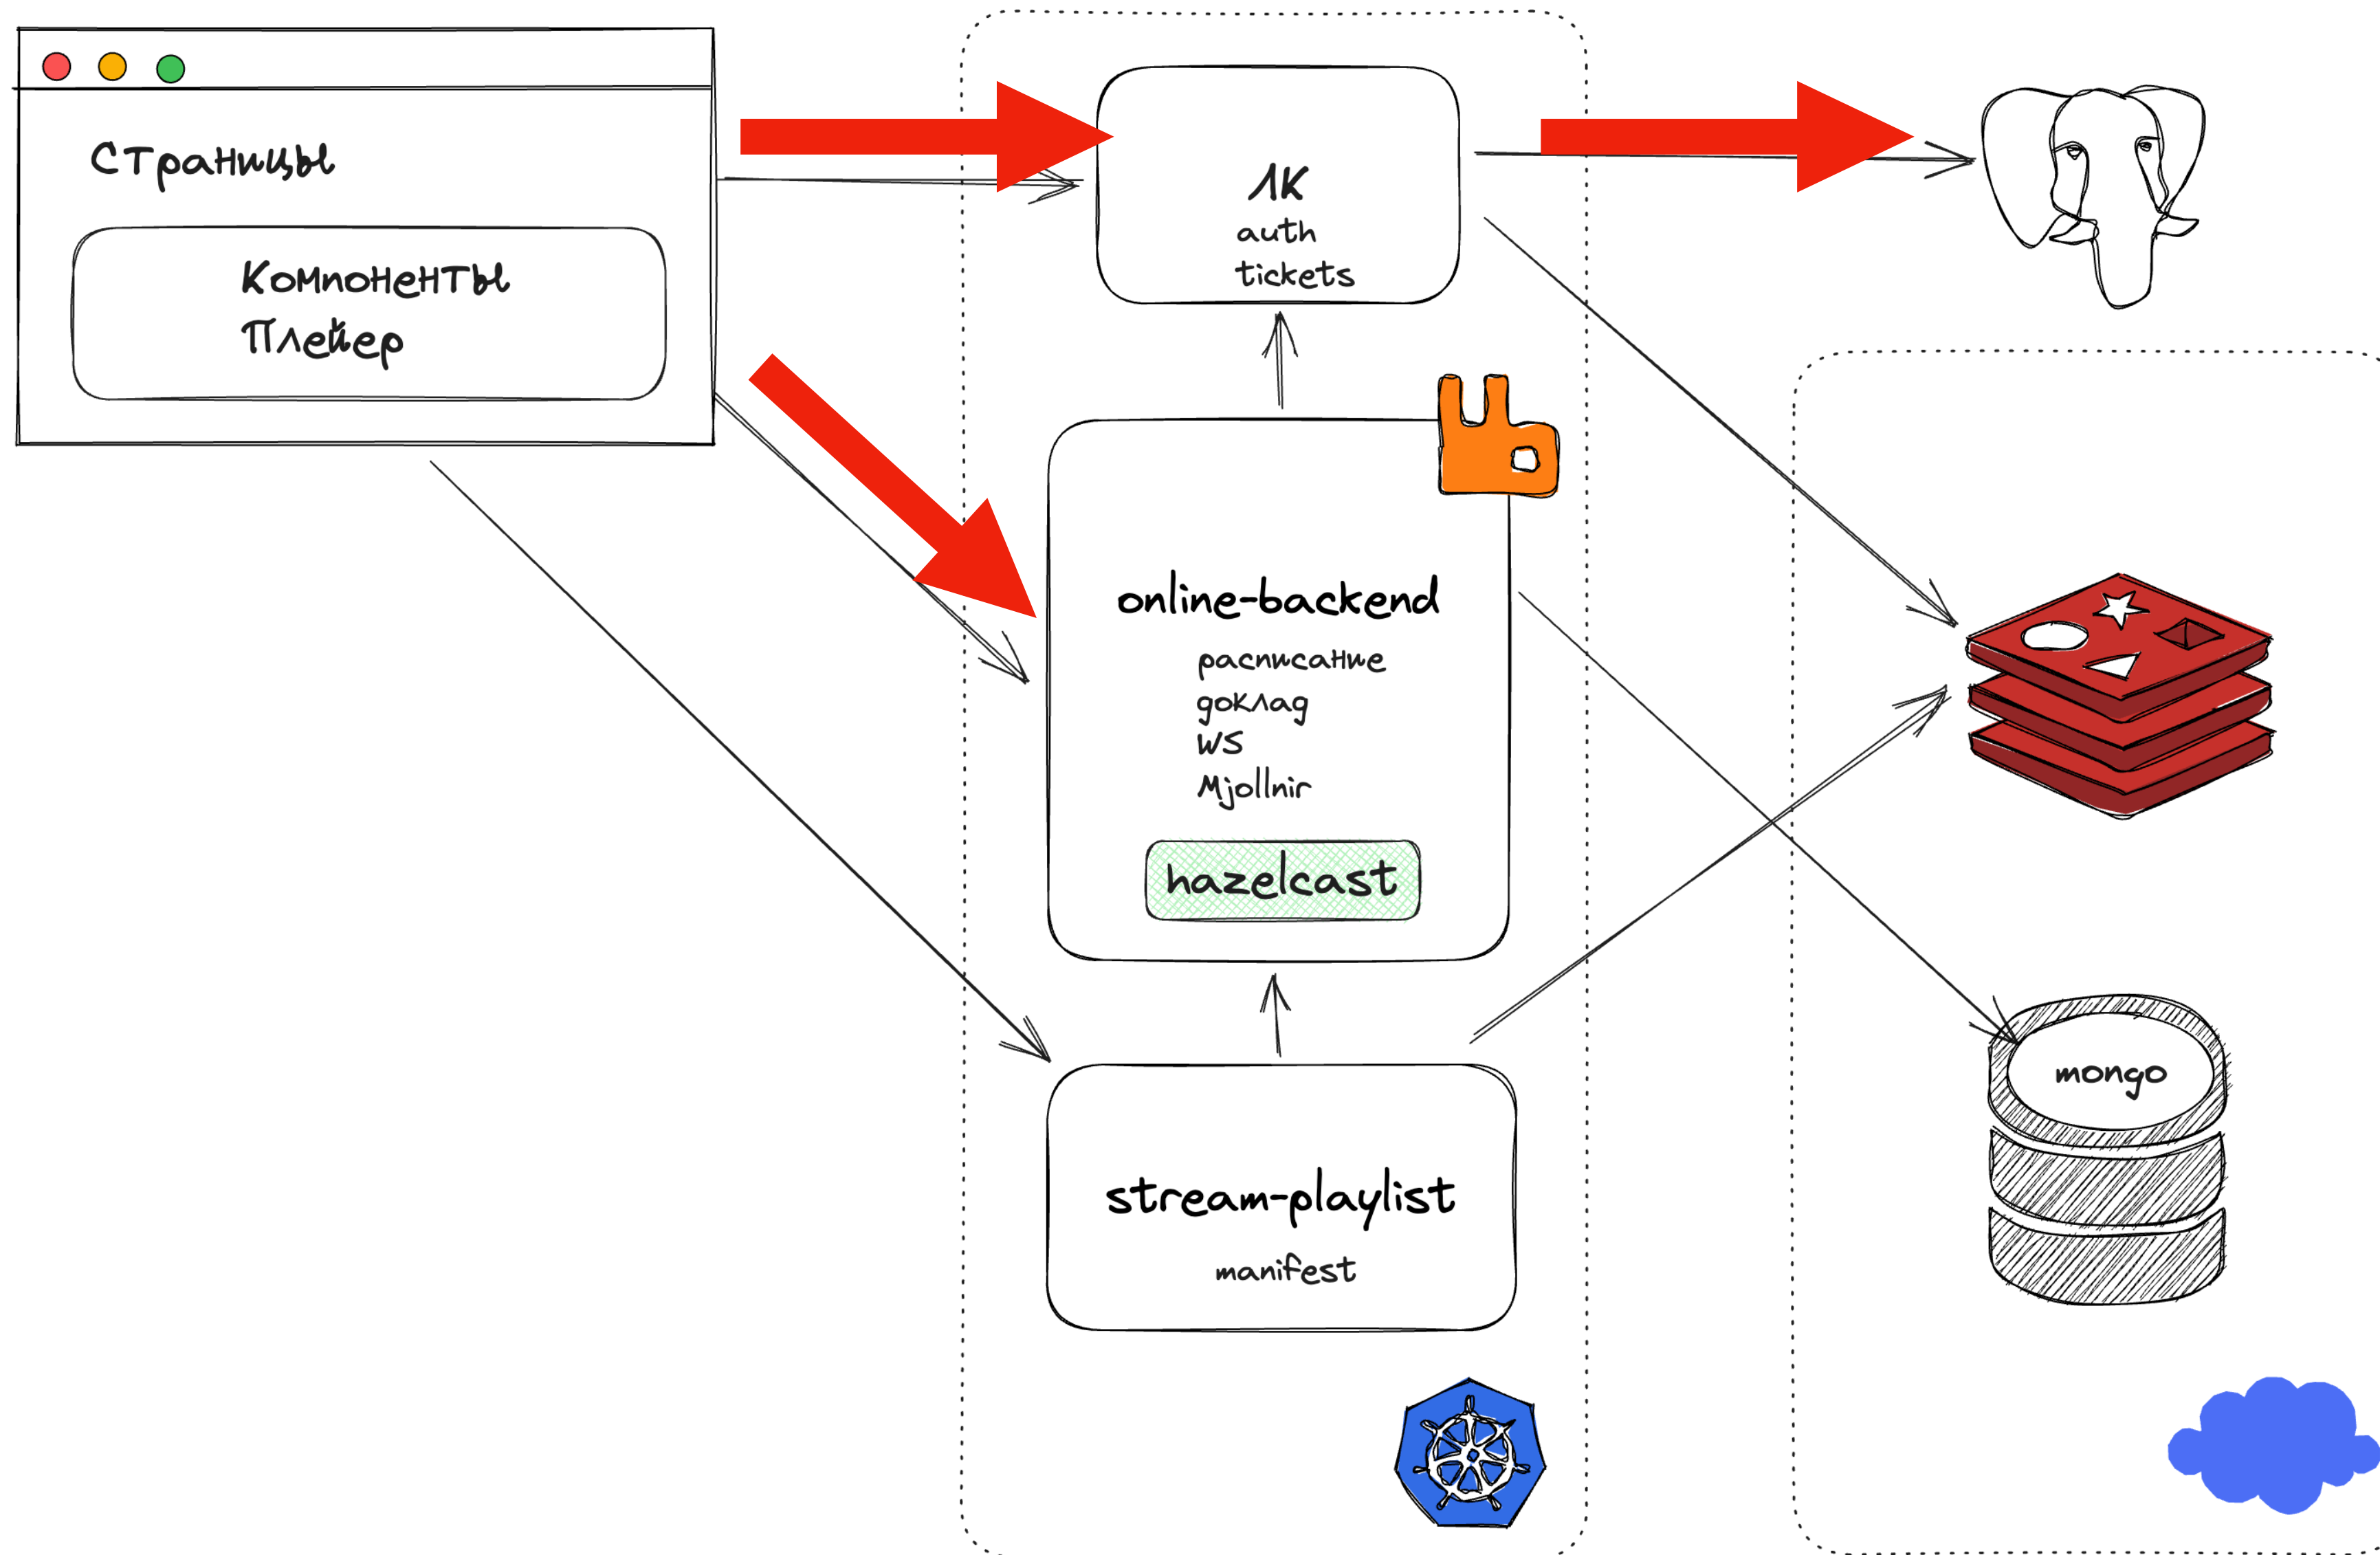 Страницы
Компоненты
Плейер
ЛК
auth
tickets
online-backend
расписание
доклад
WS
Mjollnir
hazelcast
stream-playlist
manifest
mongo